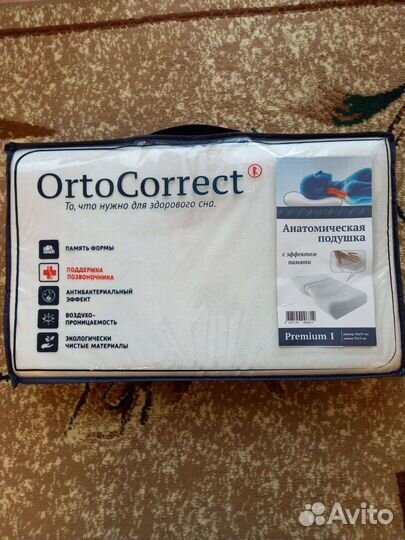 OrtoCorrect
То, что нужно для здорового сна.
ПАМЯТЬ ФОРМЫ
ПОДДЕРЖКА
ПОЗВОНОЧНИКА
АНТИБАКТЕРИАЛЬНЫЙ
ЭФФЕКТ
ВОЗДУХО-
ПРОНИЦАЕМОСТЬ
ЭКОЛОГИЧЕСКИ
ЧИСТЫЕ МАТЕРИАЛЫ
Анатомическая
подушка
с эффектом
памяти
Premium 1
Avito